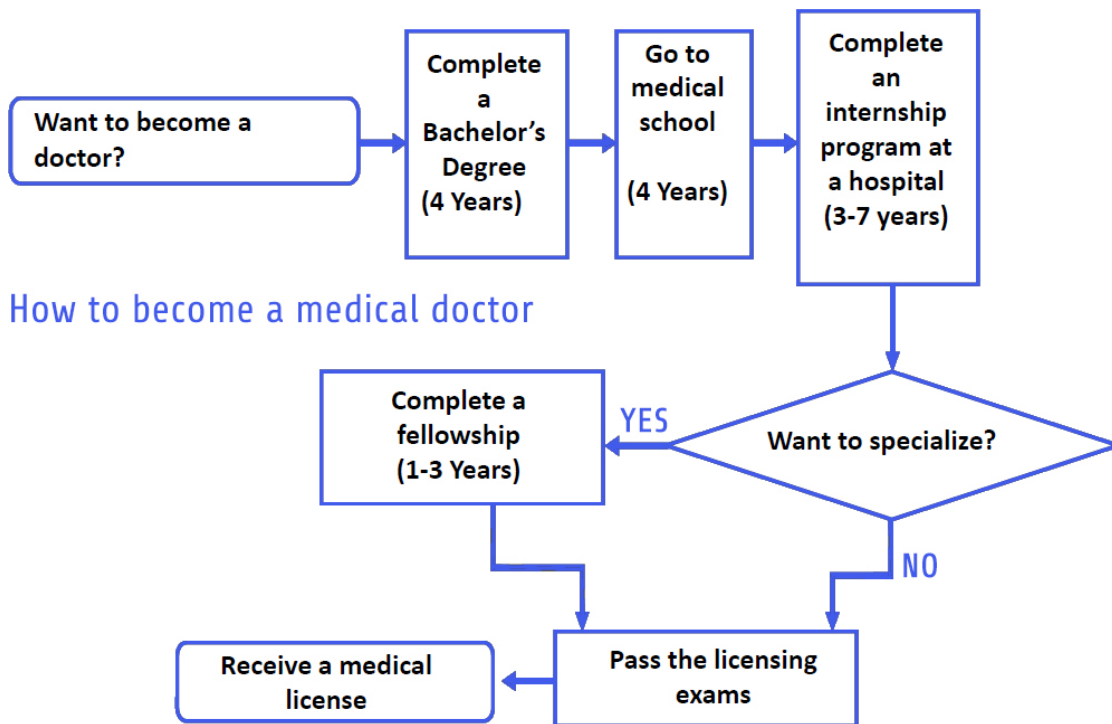 Want to become a
doctor?
Complete
a
Bachelor’s
Degree
(4 Years)
Go to
medical
school
(4 Years)
Complete
an
internship
program at
a hospital
(3-7 years)
How to become a medical doctor
Want to specialize?
YES
Complete a
fellowship
(1-3 Years)
NO
Pass the licensing
exams
Receive a medical
license